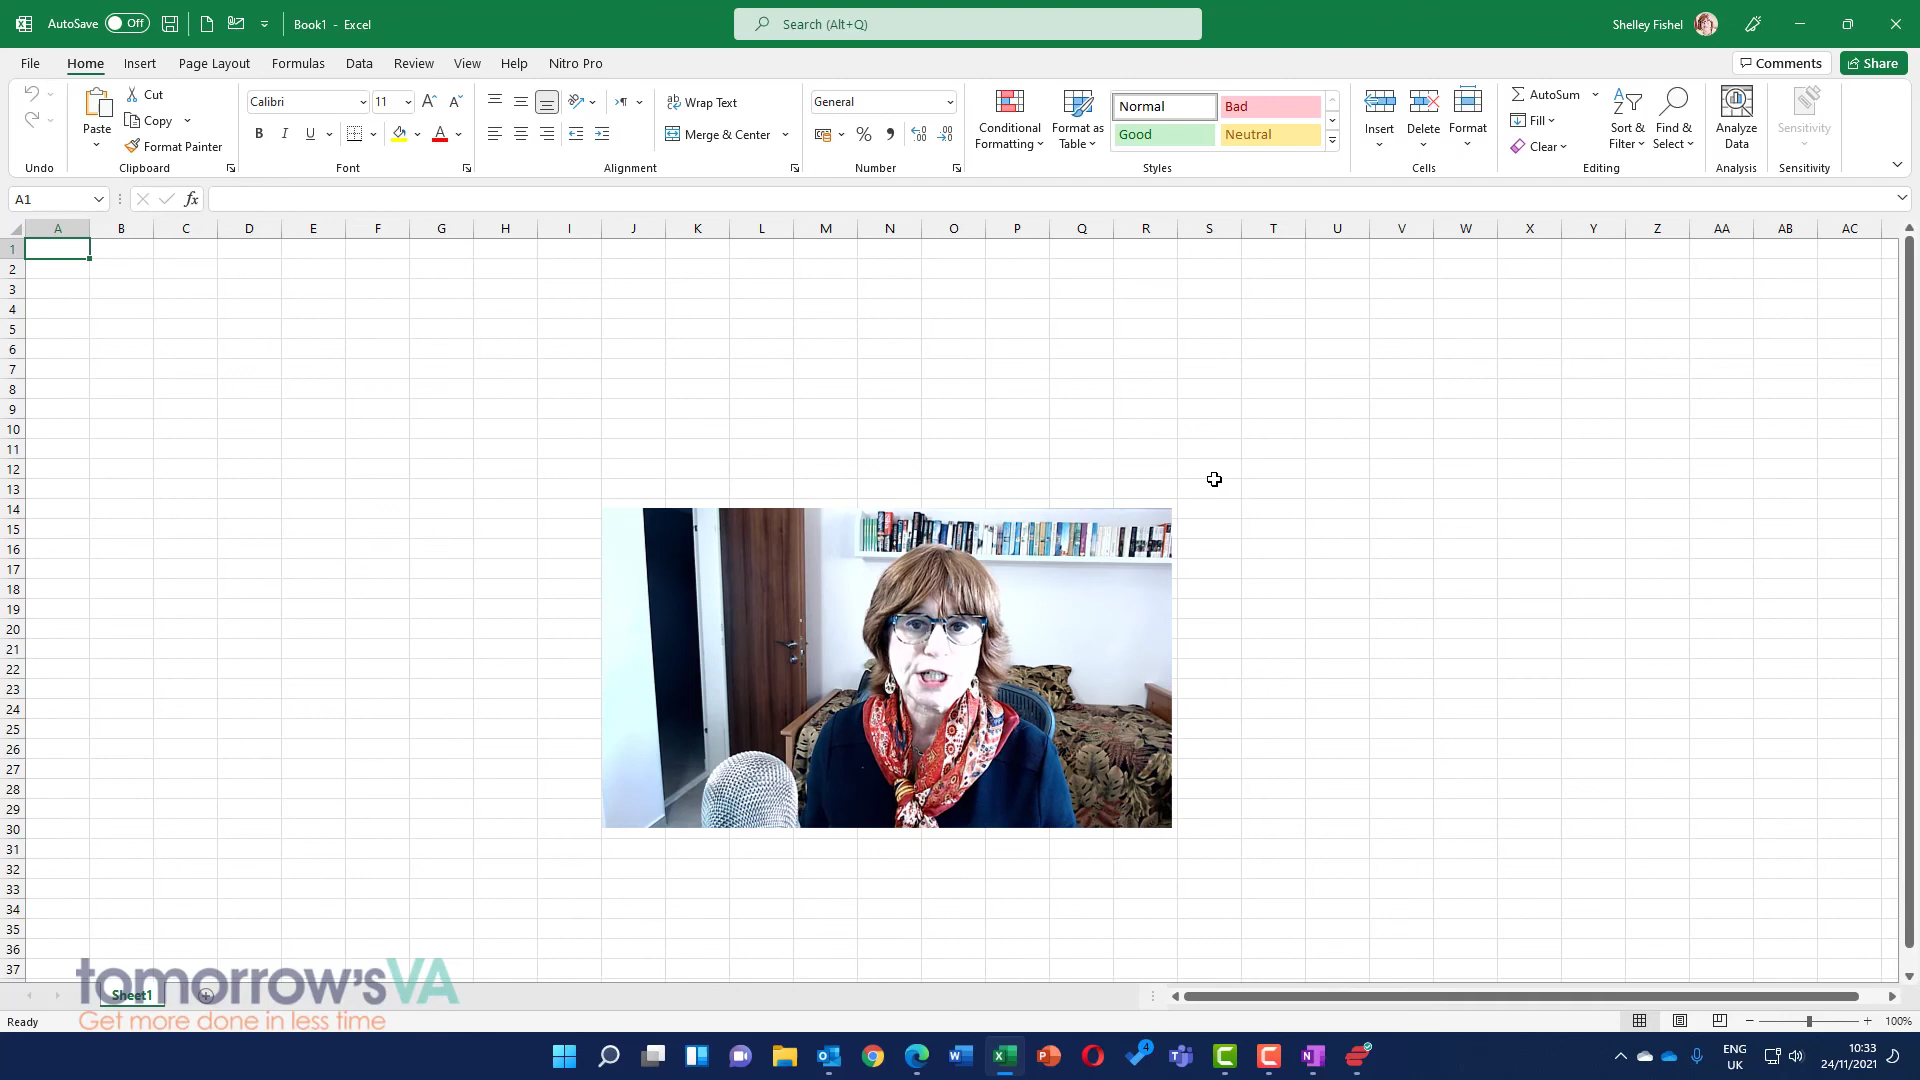 AutoSave Off Book1 - Excel Search (Alt+Q) Shelley Fishel
File Home Insert Page Layout Formulas Data Review View Help Nitro Pro Comments Share
Cut
Copy
Format Painter
Paste
Calibri 11
B I U
A
Wrap Text
Merge & Center
General
%
Conditional Formatting
Format as Table
Normal Bad
Good Neutral
Insert Delete Format
AutoSum
Fill
Clear
Sort & Filter
Find & Select
Analyze Data
Sensitivity
Undo Clipboard Font Alignment Number Styles Cells Editing Analysis Sensitivity
A1 fx
A B C D E F G H I J K L M N O P Q R S T U V W X Y Z AA AB AC
1
2
3
4
5
6
7
8
9
10
11
12
13
14
15
16
17
18
19
20
21
22
23
24
25
26
27
28
29
30
31
32
33
34
35
36
37
tomorrow'sVA
Sheet1
Get more done in less time
Ready 100%
4
ENG
UK
10:33
24/11/2021